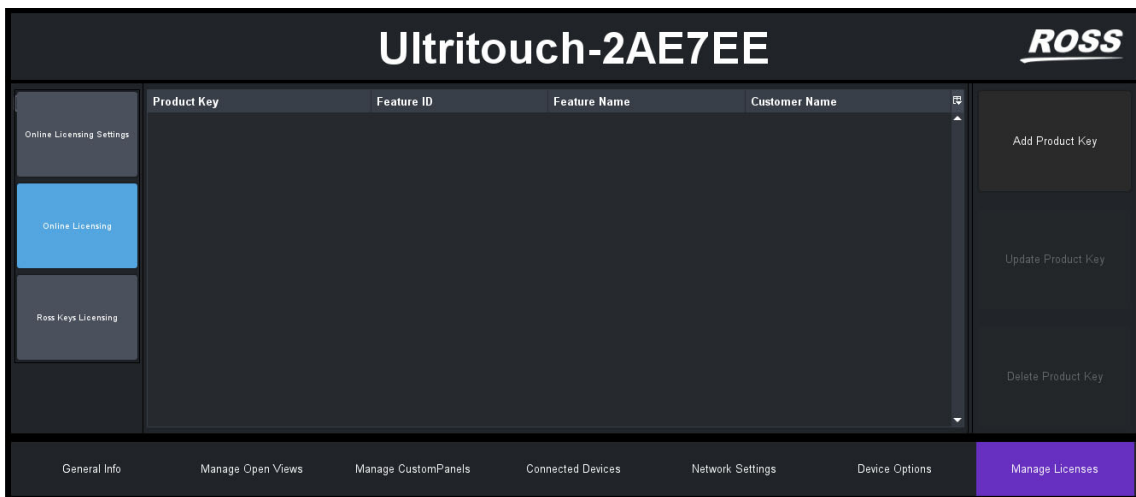 Ultritouch-2AE7EE
ROSS
Online Licensing Settings
Online Licensing
Ross Keys Licensing
Product Key Feature ID Feature Name Customer Name
Add Product Key
Update Product Key
Delete Product Key
General Info Manage Open Views Manage CustomPanels Connected Devices Network Settings Device Options Manage Licenses